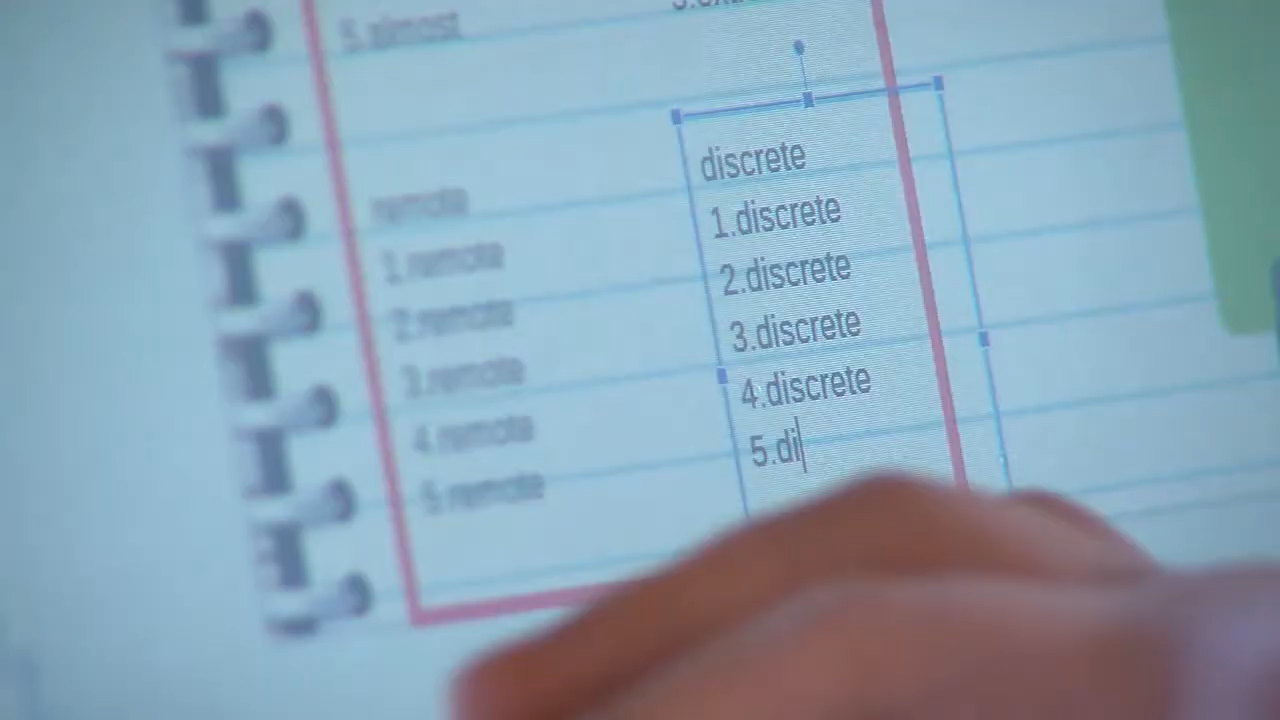 5.almost
remote
1.remote
2.remote
3.remote
4.remote
5.remote
discrete
1.discrete
2.discrete
3.discrete
4.discrete
5.di